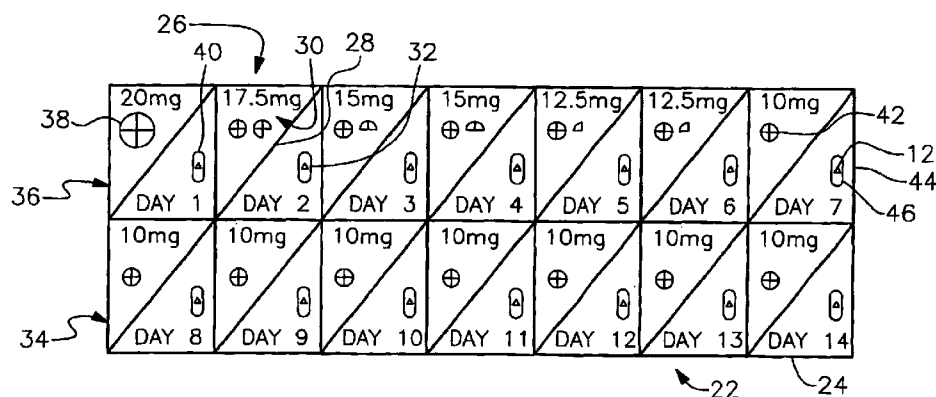 26 40 30 28 32
20mg 17.5mg 15mg 15mg 12.5mg 12.5mg 10mg
38 42
12
44
36 DAY 1 DAY 2 DAY 3 DAY 4 DAY 5 DAY 6 DAY 7 46
10mg 10mg 10mg 10mg 10mg 10mg 10mg
34 DAY 8 DAY 9 DAY 10 DAY 11 DAY 12 DAY 13 DAY 14
22 24